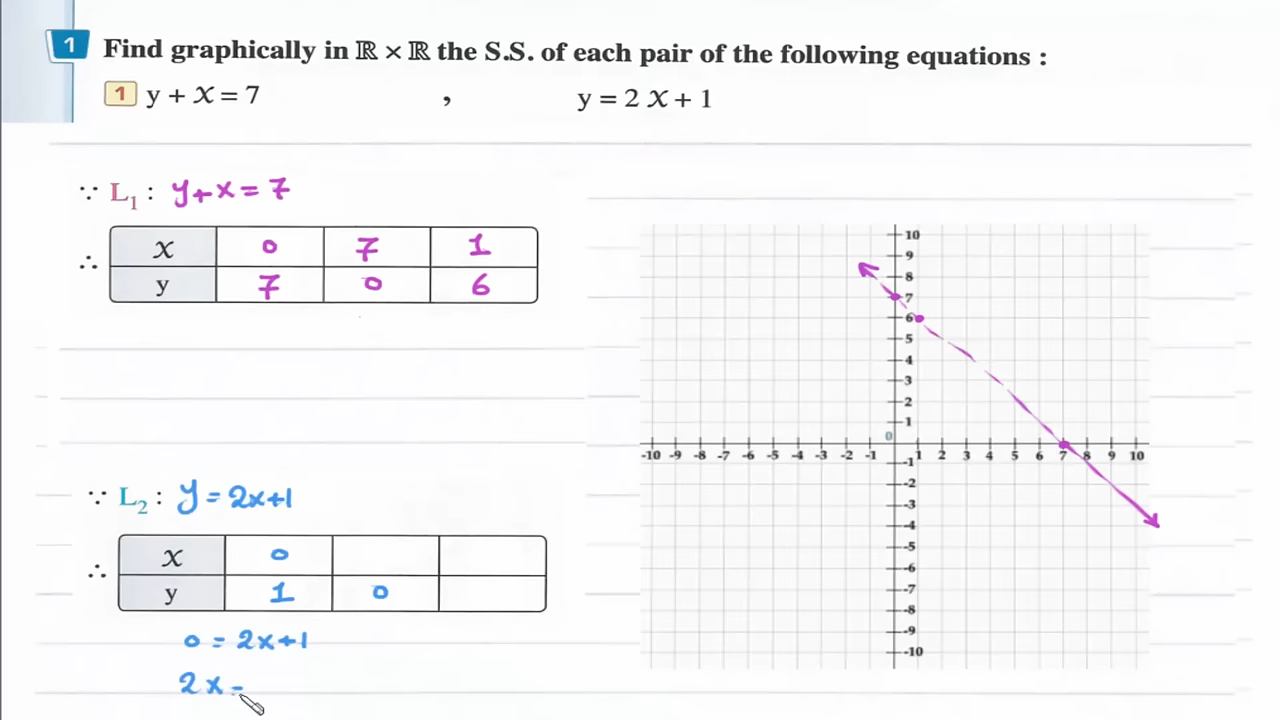 1 Find graphically in ℝ × ℝ the S.S. of each pair of the following equations :
1 y + x = 7 , y = 2 x + 1
∵ L₁ : y+x = 7
∴ x 0 7 1
y 7 0 6
∵ L₂ : y = 2x+1
∴ x 0
y 1 0
0 = 2x+1
2x =
10
9
8
7
6
5
4
3
2
1
0
-10 -9 -8 -7 -6 -5 -4 -3 -2 -1 1 2 3 4 5 6 7 8 9 10
-1
-2
-3
-4
-5
-6
-7
-8
-9
-10